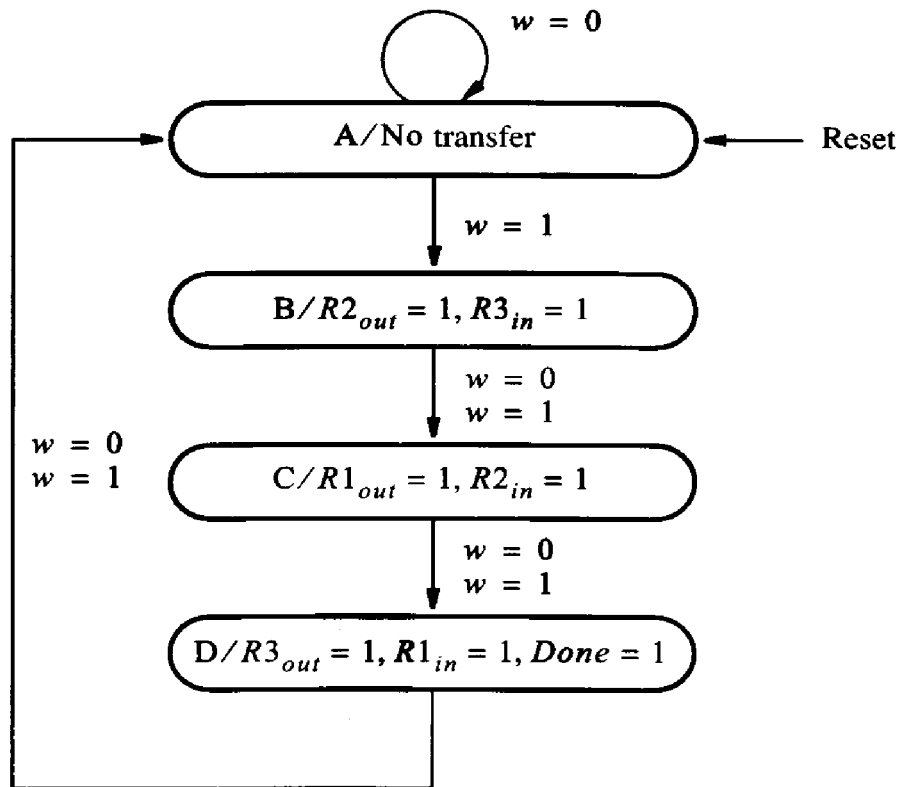 w = 0
A/No transfer
Reset
w = 1
B/R2out = 1, R3in = 1
w = 0
w = 1
w = 0
w = 1
C/R1out = 1, R2in = 1
w = 0
w = 1
D/R3out = 1, R1in = 1, Done = 1